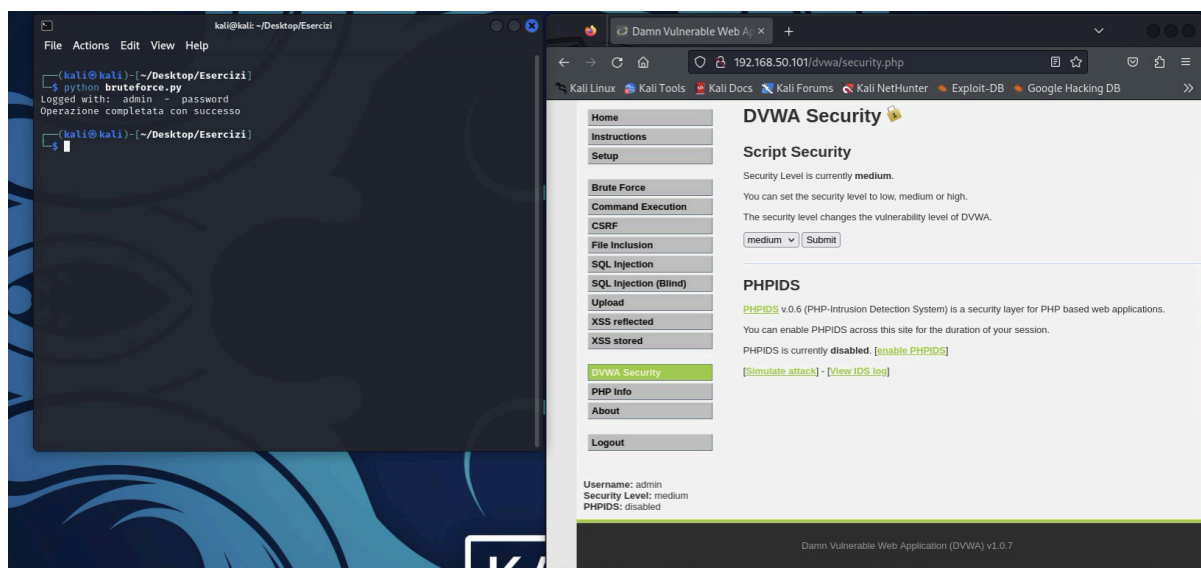 kali@kali: ~/Desktop/Esercizi
File Actions Edit View Help
(kali㉿kali)-[~/Desktop/Esercizi]
$ python bruteforce.py
Logged with: admin - password
Operazione completata con successo
(kali㉿kali)-[~/Desktop/Esercizi]
$
Damn Vulnerable Web Ap
192.168.50.101/dvwa/security.php
Kali Linux Kali Tools Kali Docs Kali Forums Kali NetHunter Exploit-DB Google Hacking DB
Home
Instructions
Setup
Brute Force
Command Execution
CSRF
File Inclusion
SQL Injection
SQL Injection (Blind)
Upload
XSS reflected
XSS stored
DVWA Security
PHP Info
About
Logout
Username: admin
Security Level: medium
PHPIDS: disabled
DVWA Security
Script Security
Security Level is currently medium.
You can set the security level to low, medium or high.
The security level changes the vulnerability level of DVWA.
medium Submit
PHPIDS
PHPIDS v.0.6 (PHP-Intrusion Detection System) is a security layer for PHP based web applications.
You can enable PHPIDS across this site for the duration of your session.
PHPIDS is currently disabled. [enable PHPIDS]
[Simulate attack] - [View IDS log]
Damn Vulnerable Web Application (DVWA) v1.0.7